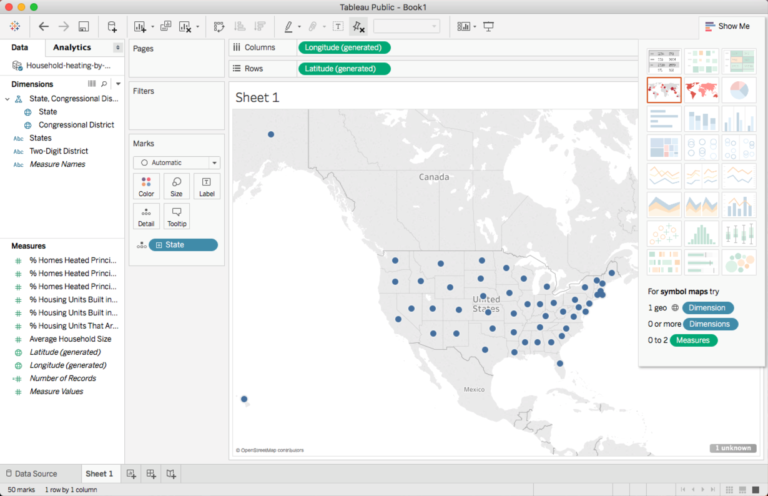 Tableau Public - Book1
Show Me
Data
Analytics
Pages
Columns
Longitude (generated)
Rows
Latitude (generated)
Household-heating-by-...
Dimensions
State, Congressional Dis...
State
Congressional District
Abc States
Abc Two-Digit District
Abc Measure Names
Measures
% Homes Heated Princi...
% Homes Heated Princi...
% Homes Heated Princi...
% Housing Units Built in...
% Housing Units Built in...
% Housing Units That Ar...
Average Household Size
Latitude (generated)
Longitude (generated)
Number of Records
Measure Values
Filters
Marks
Automatic
Color
Size
Label
Detail
Tooltip
State
Sheet 1
Canada
United
States
Mexico
© OpenStreetMap contributors
1 unknown
For symbol maps try
1 geo Dimension
0 or more Dimensions
0 to 2 Measures
Data Source
Sheet 1
50 marks
1 row by 1 column